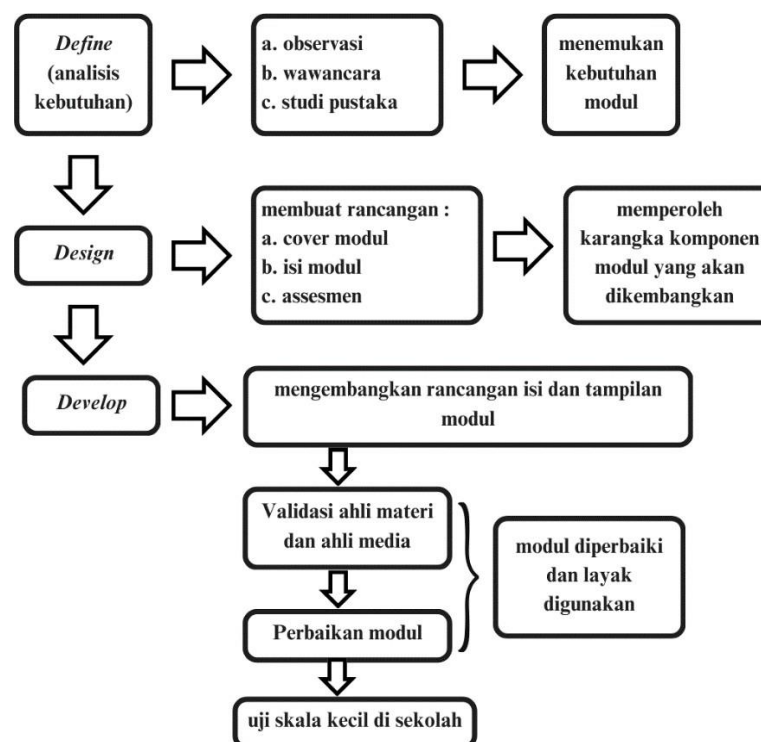 Define
(analisis
kebutuhan)
a. observasi
b. wawancara
c. studi pustaka
menemukan
kebutuhan
modul
Design
membuat rancangan :
a. cover modul
b. isi modul
c. assesmen
memperoleh
karangka komponen
modul yang akan
dikembangkan
Develop
mengembangkan rancangan isi dan tampilan
modul
Validasi ahli materi
dan ahli media
modul diperbaiki
dan layak
digunakan
Perbaikan modul
uji skala kecil di sekolah